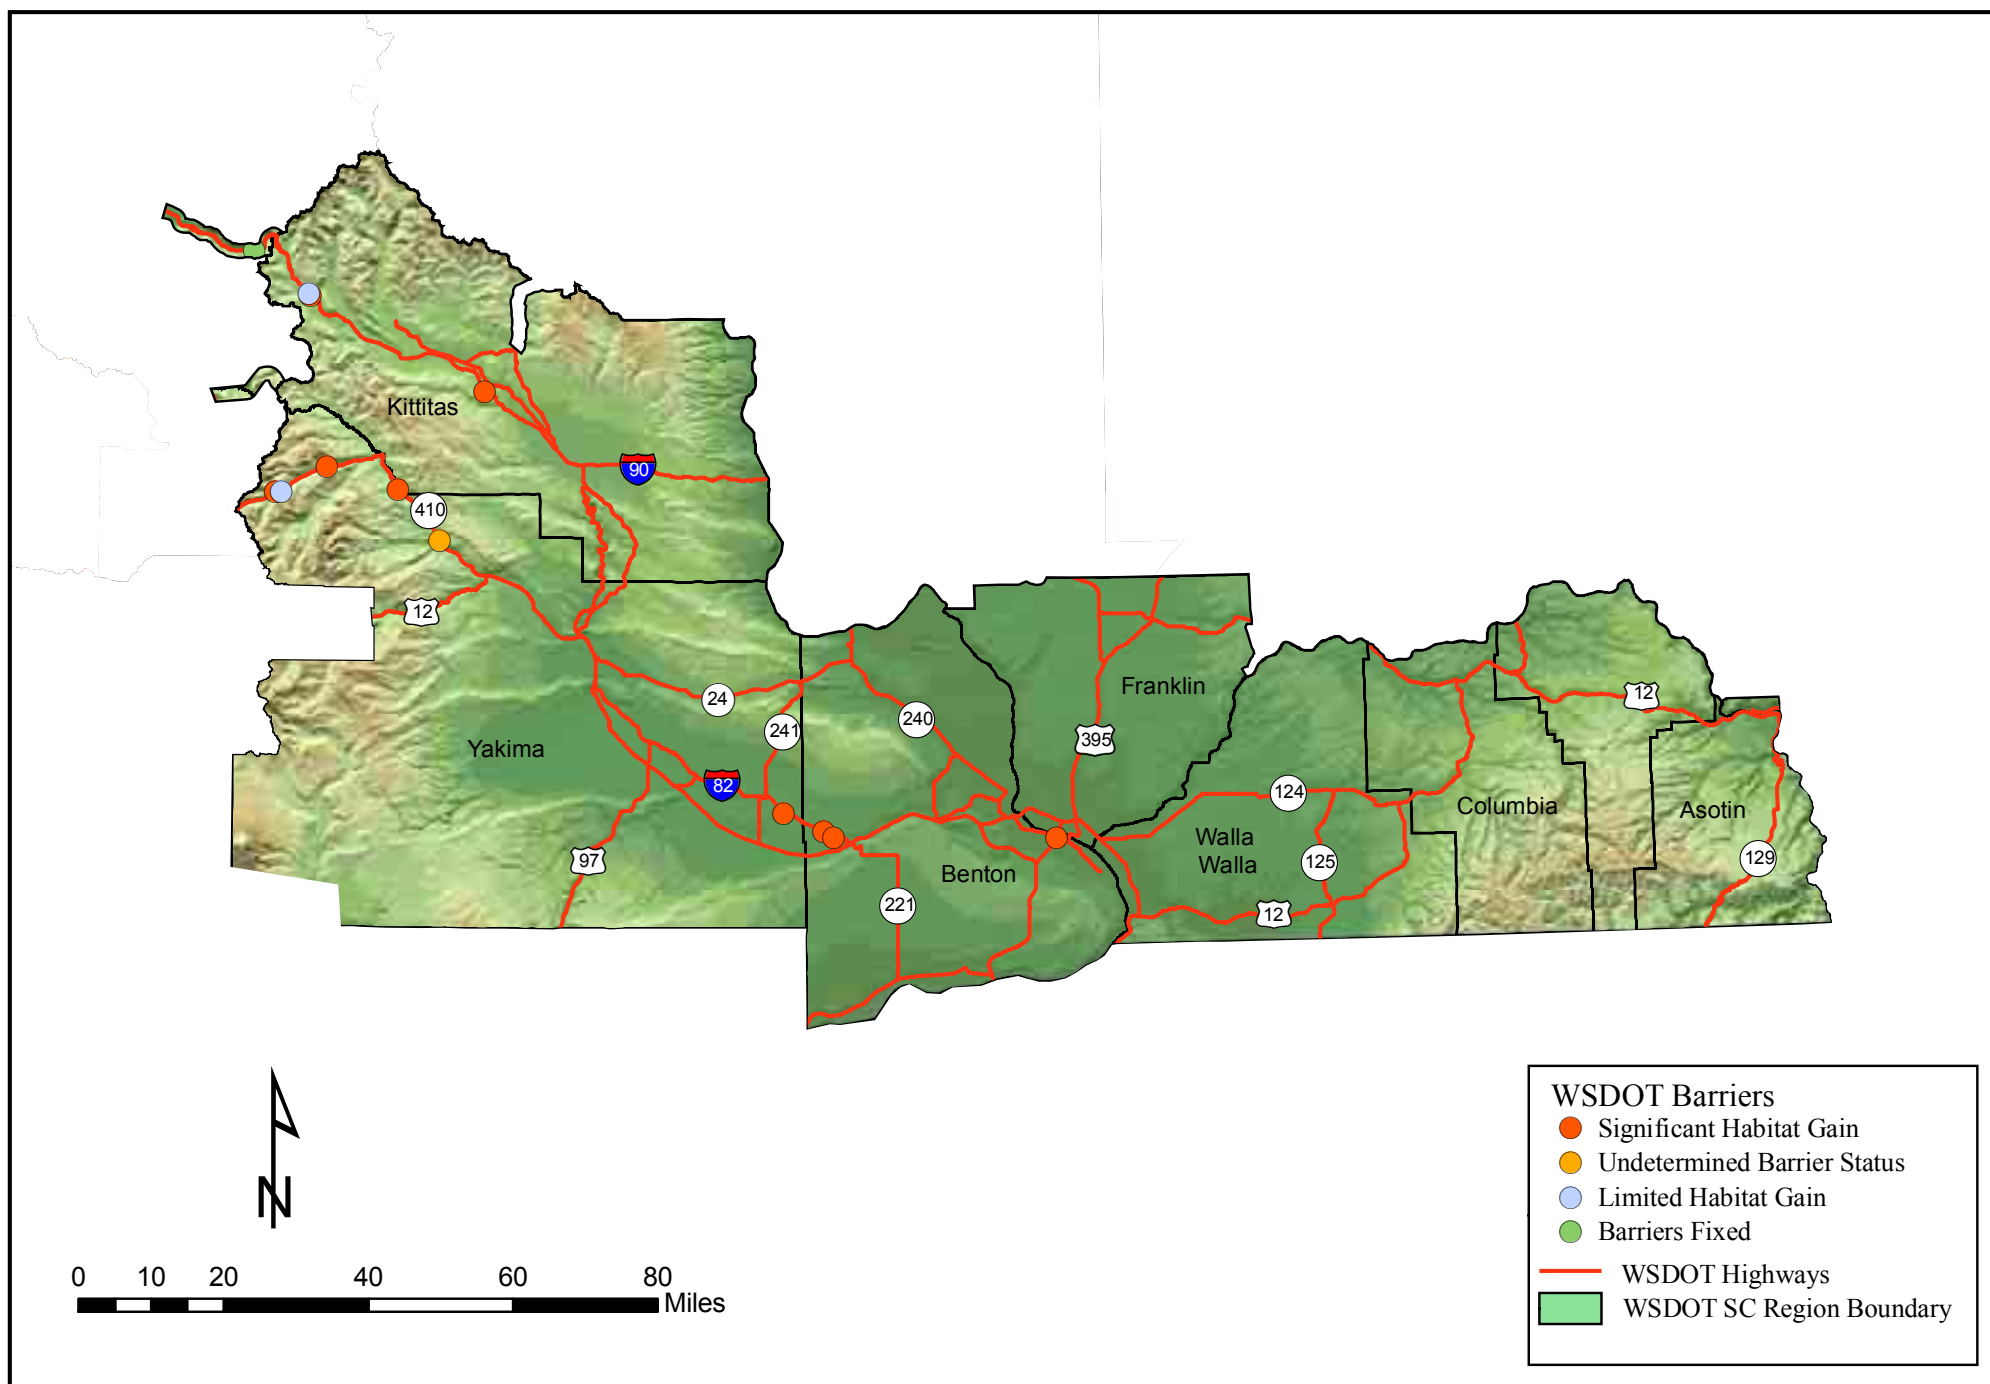 Kittitas
90
410
12
24
241
240
Franklin
395
12
Yakima
82
97
124
Columbia
Asotin
Walla
Walla
125
129
Benton
221
12
N
0 10 20 40 60 80
Miles
WSDOT Barriers
Significant Habitat Gain
Undetermined Barrier Status
Limited Habitat Gain
Barriers Fixed
WSDOT Highways
WSDOT SC Region Boundary